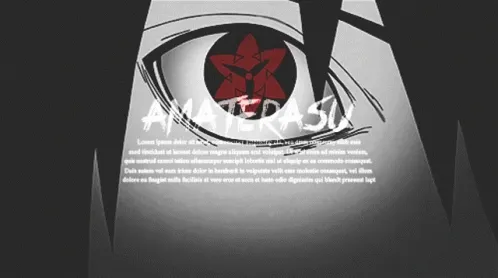 AMATERASU
Lorem ipsum dolor sit
sed tincidunt ut laoreet dolore magna aliquam erat volutpat. Ut wisi enim ad minim veniam,
quis nostrud exerci tation ullamcorper suscipit lobortis nisl ut aliquip ex ea commodo consequat.
Duis autem vel eum iriure dolor in hendrerit in vulputate velit esse molestie consequat, vel illum
dolore eu feugiat nulla facilisis at vero eros et accumsan et iusto odio dignissim qui blandit praesent lupt